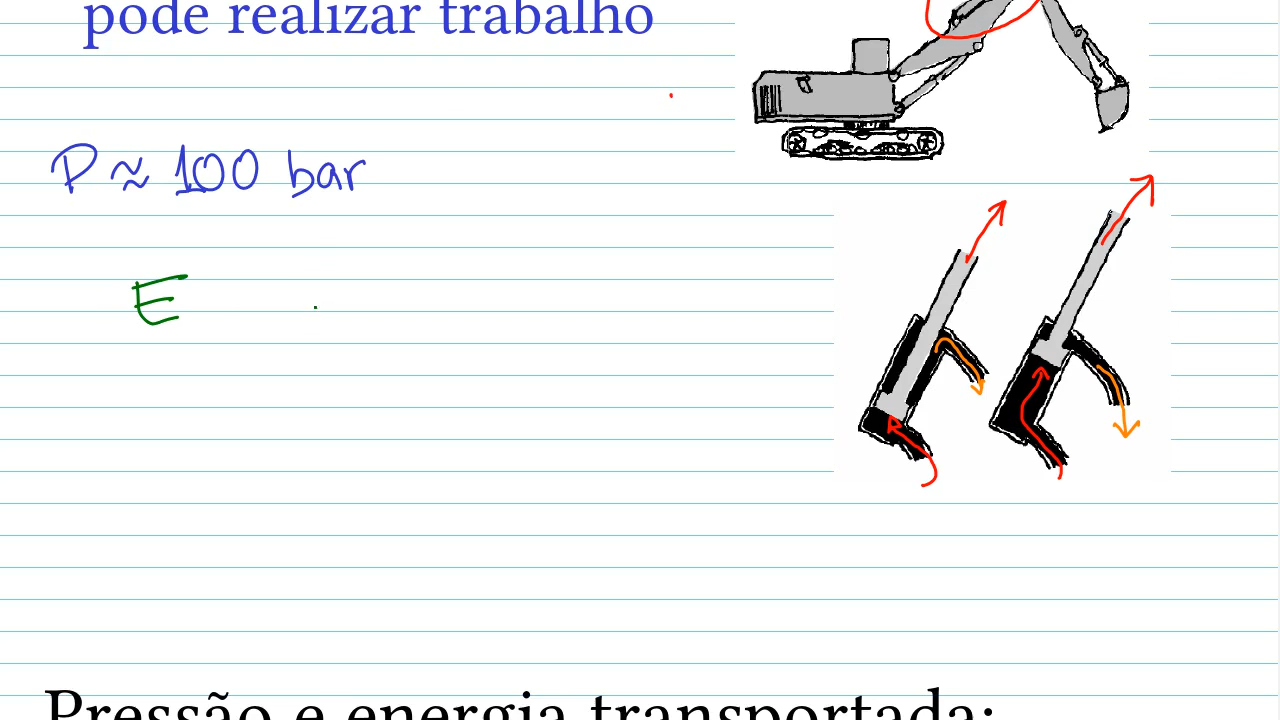 pode realizar trabalho
P ≈ 100 bar
E
Pressão e energia transportada: